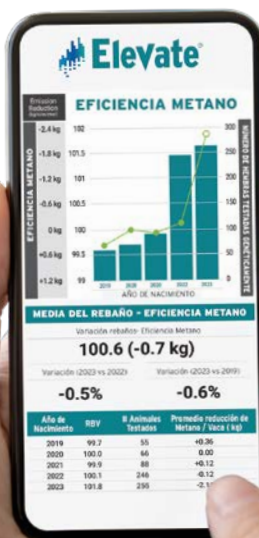 Elevate®
EFICIENCIA METANO
Emission
Reduction
-2.4 kg
-1.8 kg
-1.2 kg
-0.6 kg
0 kg
+0.6 kg
+1.2 kg
EFICIENCIA METANO
102
101.5
101
100.5
100
99.5
99
300
250
200
150
100
50
0
NÚMERO DE HEMBRAS TESTADAS GENÉTICAMENTE
2019 2020 2021 2022 2023
AÑO DE NACIMIENTO
MEDIA DEL REBAÑO - EFICIENCIA METANO
Variación rebaños- Eficiencia Metano
100.6 (-0.7 kg)
Variación (2023 vs 2022) Variación (2023 vs 2019)
-0.5% -0.6%
Año de Nacimiento RBV # Animales Testados Promedio reducción de Metano / Vaca (kg)
2019 99.7 55 +0.36
2020 100.0 66 0.00
2021 99.9 88 +0.12
2022 100.1 246 -0.12
2023 101.8 255